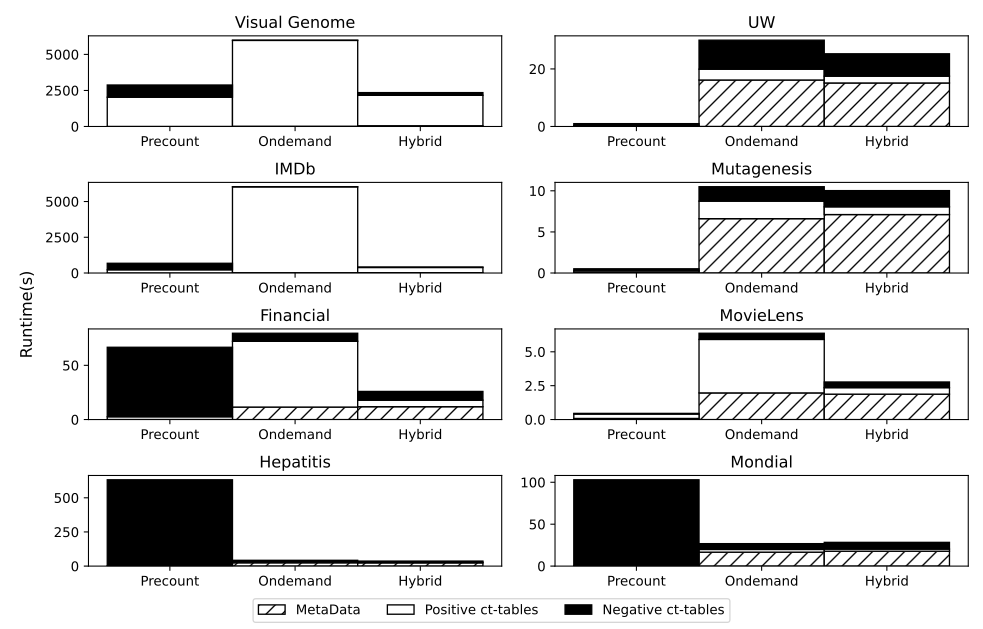 Visual Genome
5000
2500
0
Precount Ondemand Hybrid
UW
20
0
Precount Ondemand Hybrid
IMDb
5000
2500
0
Precount Ondemand Hybrid
Mutagenesis
10
5
0
Precount Ondemand Hybrid
Runtime(s)
Financial
50
0
Precount Ondemand Hybrid
MovieLens
5.0
2.5
0.0
Precount Ondemand Hybrid
Hepatitis
500
250
0
Precount Ondemand Hybrid
Mondial
100
50
0
Precount Ondemand Hybrid
MetaData Positive ct-tables Negative ct-tables